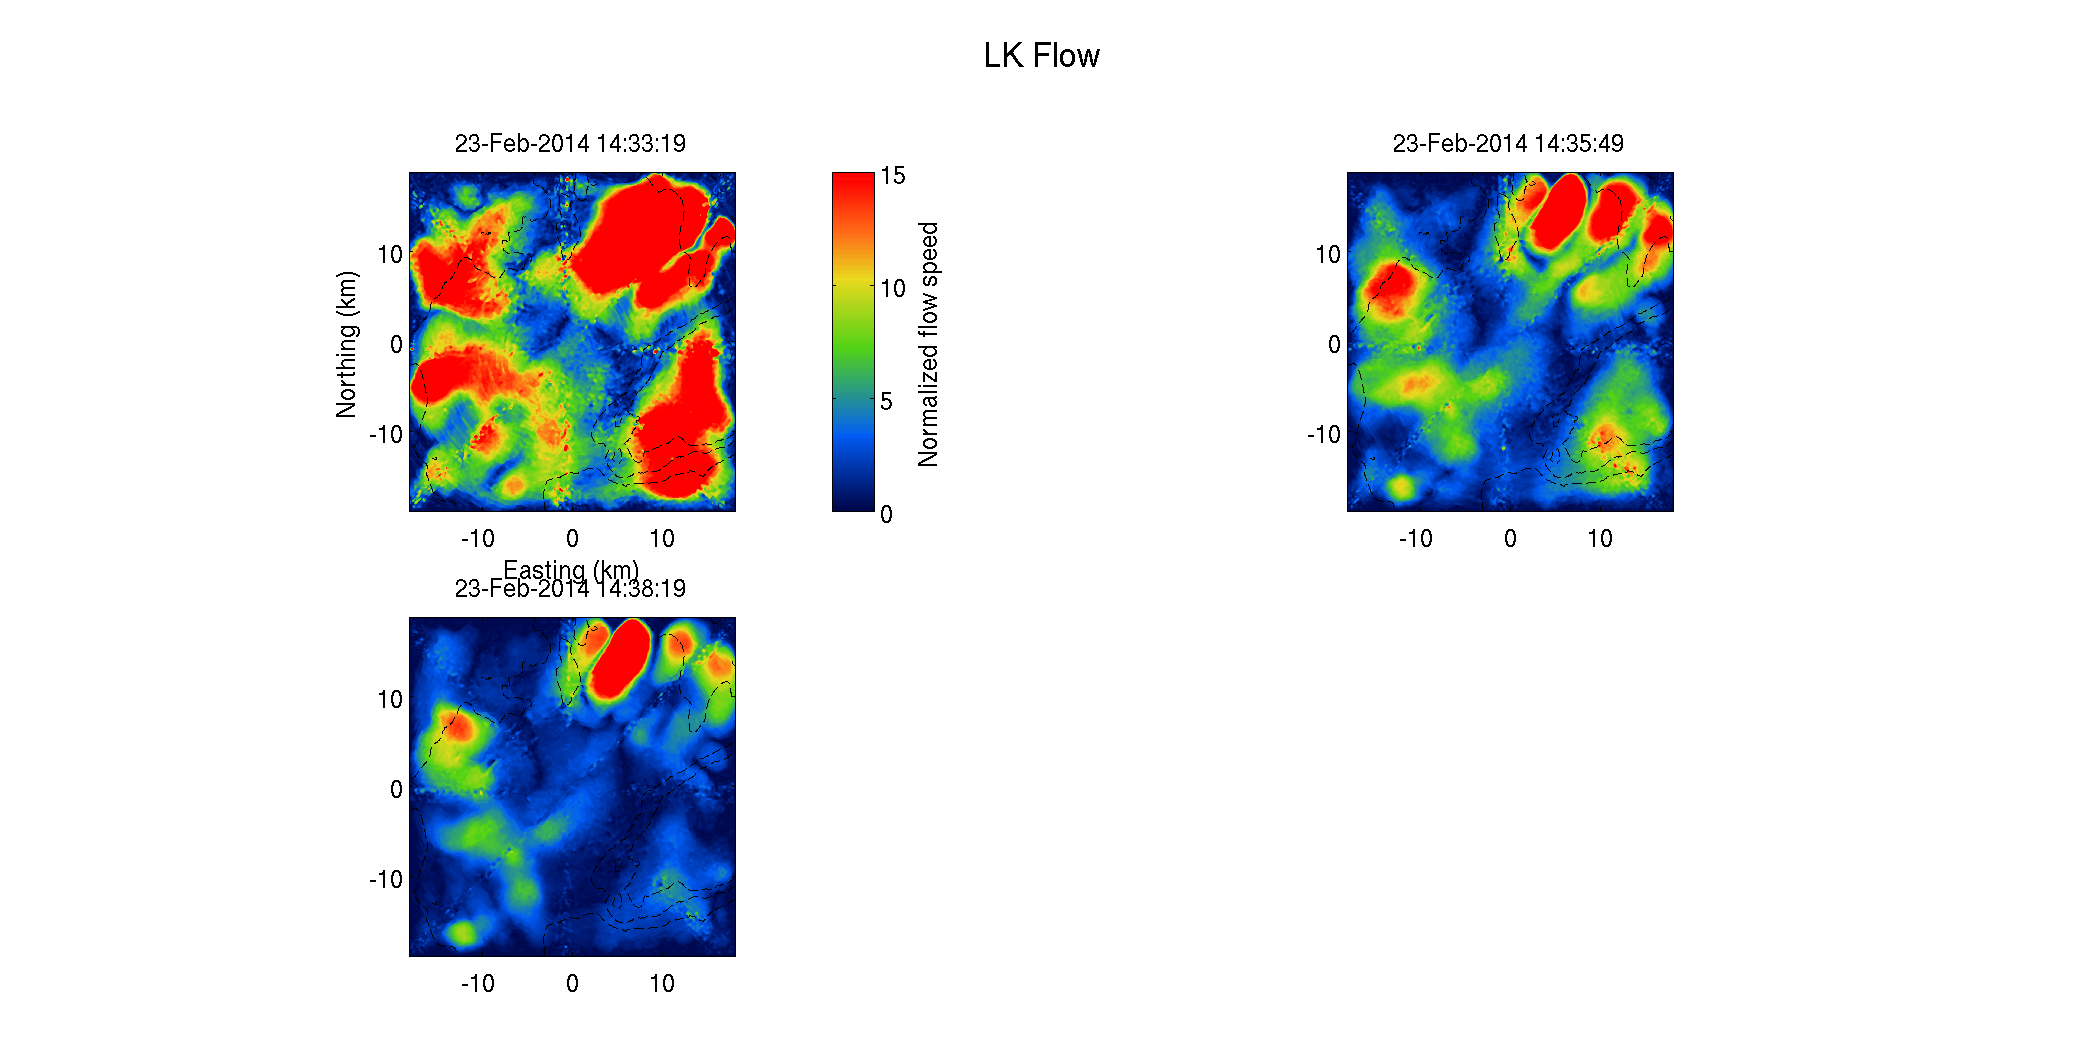 LK Flow
23-Feb-2014 14:33:19
10
0
-10
Northing (km)
-10 0 10
Easting (km)
15
10
5
0
Normalized flow speed
23-Feb-2014 14:35:49
10
0
-10
-10 0 10
23-Feb-2014 14:38:19
10
0
-10
-10 0 10